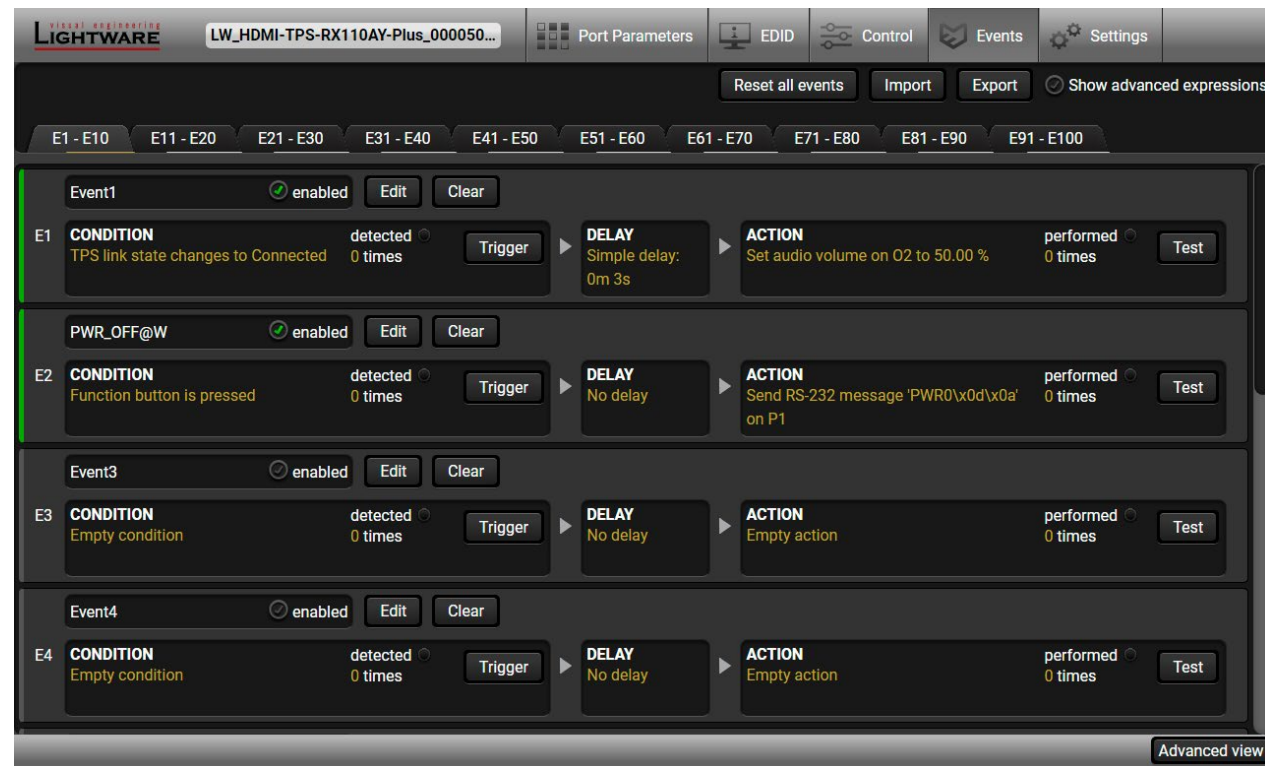 visual engineering
LIGHTWARE LW_HDMI-TPS-RX110AY-Plus_000050... Port Parameters EDID Control Events Settings
Reset all events Import Export Show advanced expressions
E1 - E10 E11 - E20 E21 - E30 E31 - E40 E41 - E50 E51 - E60 E61 - E70 E71 - E80 E81 - E90 E91 - E100
Event1 enabled Edit Clear
E1 CONDITION detected Trigger DELAY ACTION performed Test
TPS link state changes to Connected 0 times Simple delay: Set audio volume on O2 to 50.00 % 0 times
0m 3s
PWR_OFF@W enabled Edit Clear
E2 CONDITION detected Trigger DELAY ACTION performed Test
Function button is pressed 0 times No delay Send RS-232 message 'PWR0\x0d\x0a' 0 times
on P1
Event3 enabled Edit Clear
E3 CONDITION detected Trigger DELAY ACTION performed Test
Empty condition 0 times No delay Empty action 0 times
Event4 enabled Edit Clear
E4 CONDITION detected Trigger DELAY ACTION performed Test
Empty condition 0 times No delay Empty action 0 times
Advanced view